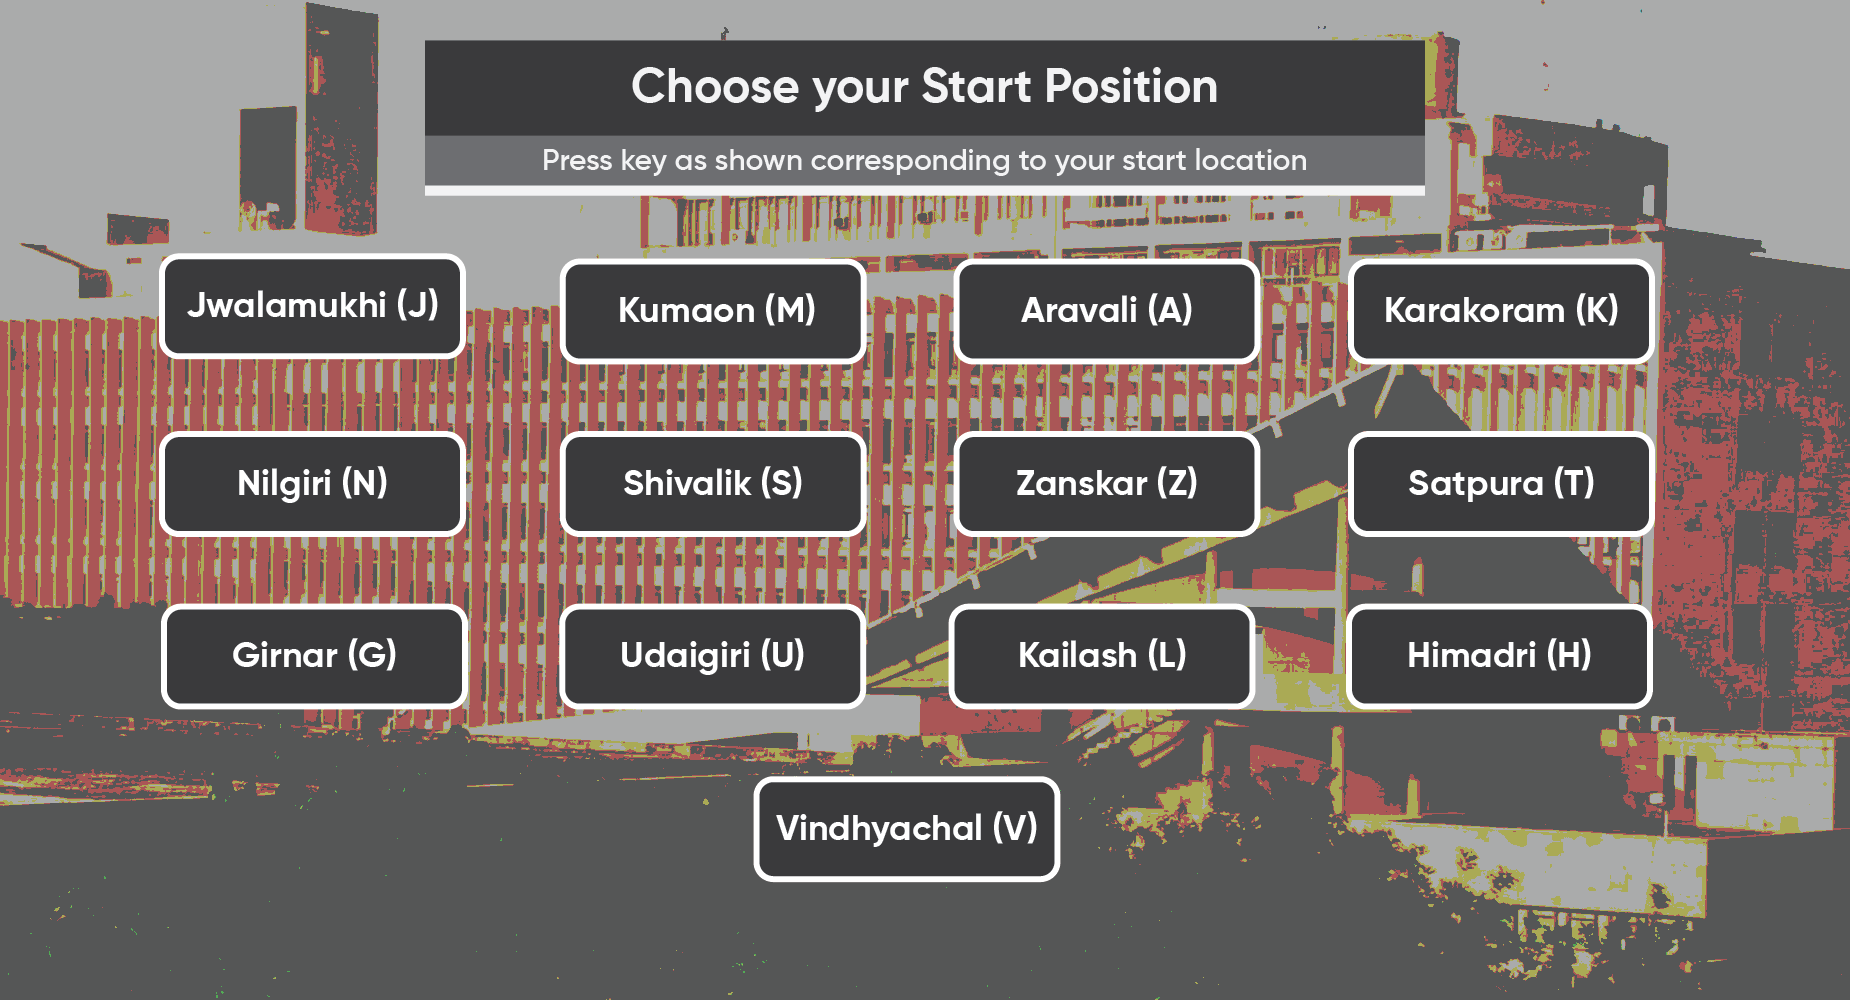 Choose your Start Position
Press key as shown corresponding to your start location
Jwalamukhi (J)
Kumaon (M)
Aravali (A)
Karakoram (K)
Nilgiri (N)
Shivalik (S)
Zanskar (Z)
Satpura (T)
Girnar (G)
Udaigiri (U)
Kailash (L)
Himadri (H)
Vindhyachal (V)